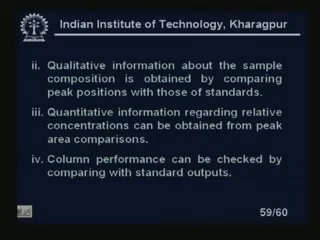 Indian Institute of Technology, Kharagpur
ii. Qualitative information about the sample
composition is obtained by comparing
peak positions with those of standards.
iii. Quantitative information regarding relative
concentrations can be obtained from peak
area comparisons.
iv. Column performance can be checked by
comparing with standard outputs.
59/60